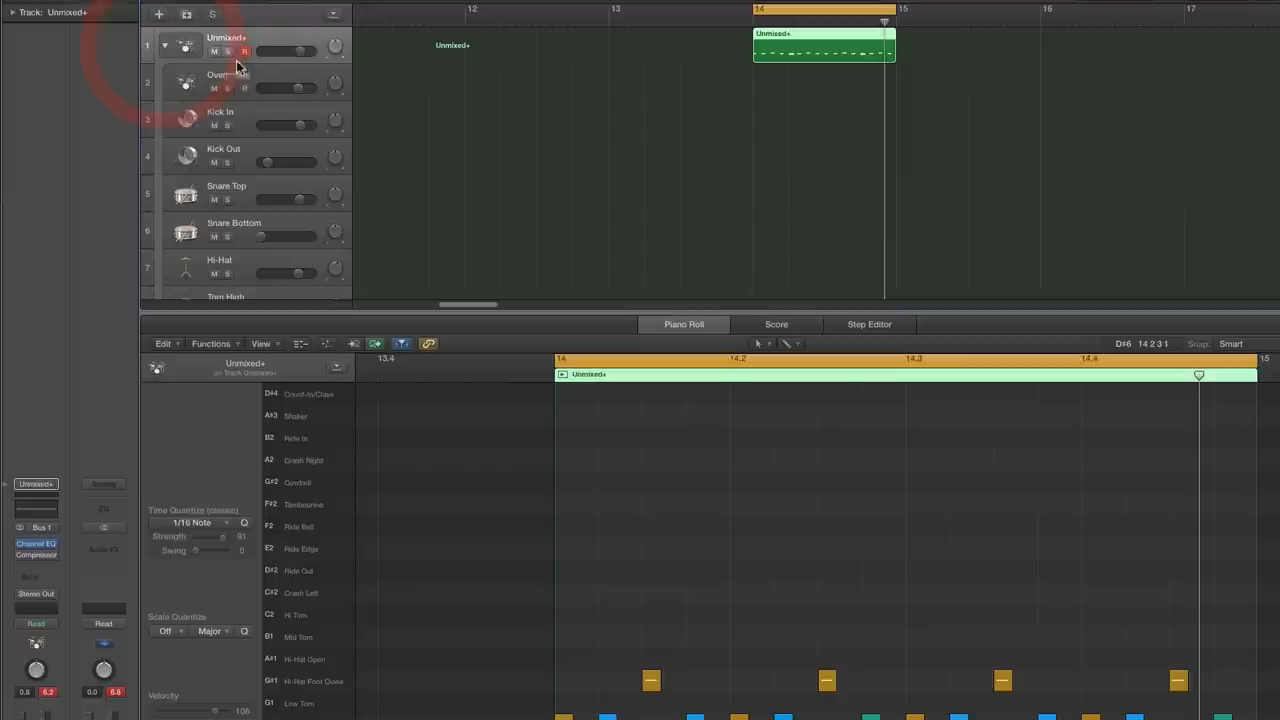 Track: Unmixed+
S
12 13 14 15 16 17
1 Unmixed+
M S R
Unmixed+
Unmixed+
2
M S R
3 Kick In
M S
4 Kick Out
M S
5 Snare Top
M S
6 Snare Bottom
M S
7 Hi-Hat
M S
Tom High
Piano Roll Score Step Editor
Edit Functions View
D#6 14 2 3 1 Snap: Smart
Unmixed+
on Track Unmixed+
13.4 14 14.2 14.3 14.4 15
Unmixed+
D#4 Count-In/Clave
A#3 Shaker
B2 Ride In
A2 Crash Right
G#2 Cowbell
F#2 Tambourine
F2 Ride Bell
E2 Ride Edge
D#2 Ride Out
C#2 Crash Left
C2 Hi Tom
B1 Mid Tom
A#1 Hi-Hat Open
G#1 Hi-Hat Foot Close
G1 Low Tom
Time Quantize (classic)
1/16 Note Q
Strength 91
Swing 0
Scale Quantize
Off Major Q
Velocity 106
Unmixed+ Setting
EQ
Bus 1
Channel EQ
Compressor
Audio FX
Stereo Out
Read Read
0.8 6.2 0.0 6.8